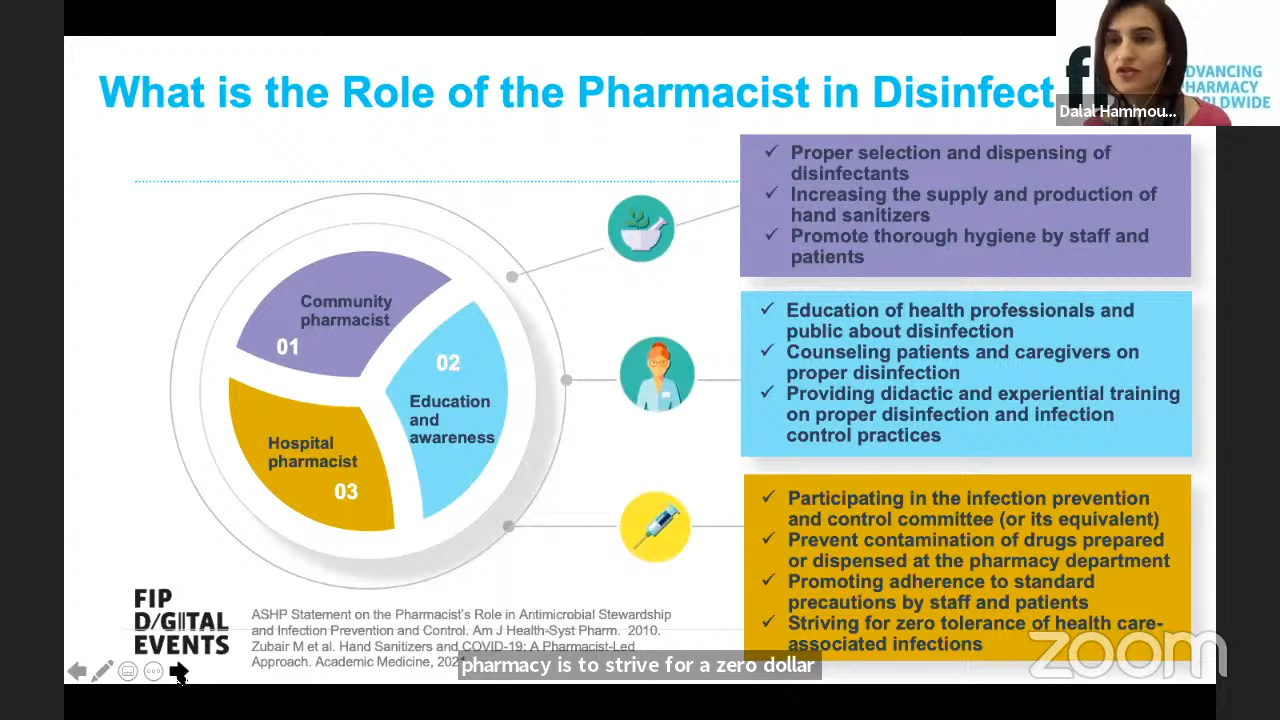 What is the Role of the Pharmacist in Disinfect
DVANCING
HARMACY
RLDWIDE
Dalal Hammou...
Proper selection and dispensing of
disinfectants
Increasing the supply and production of
hand sanitizers
Promote thorough hygiene by staff and
patients
Community
pharmacist
01
02
Education
and
awareness
Hospital
pharmacist
03
Education of health professionals and
public about disinfection
Counseling patients and caregivers on
proper disinfection
Providing didactic and experiential training
on proper disinfection and infection
control practices
Participating in the infection prevention
and control committee (or its equivalent)
Prevent contamination of drugs prepared
or dispensed at the pharmacy department
Promoting adherence to standard
precautions by staff and patients
Striving for zero tolerance of health care-
associated infections
FIP
D/GITAL
EVENTS
ASHP Statement on the Pharmacist's Role in Antimicrobial Stewardship
and Infection Prevention and Control. Am J Health-Syst Pharm. 2010.
Zubair M et al. Hand Sanitizers and COVID-19: A Pharmacist-Led
Approach. Academic Medicine,
pharmacy is to strive for a zero dollar
zoom